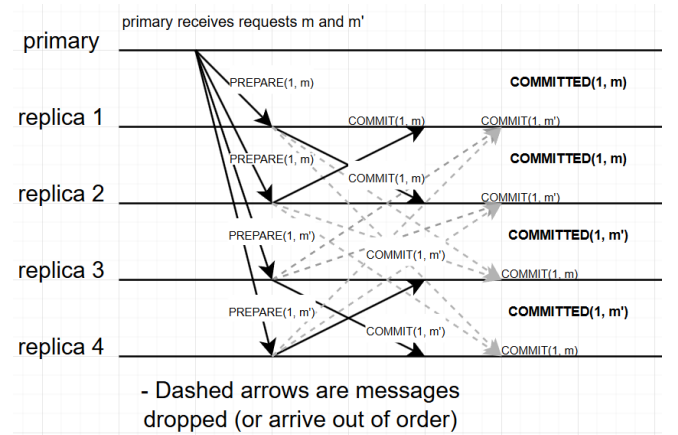 primary receives requests m and m'
primary
PREPARE(1, m)
COMMITTED(1, m)
replica 1
COMMIT(1, m)
COMMIT(1, m')
PREPARE(1, m)
COMMITTED(1, m)
COMMIT(1, m)
replica 2
COMMIT(1, m')
PREPARE(1, m')
COMMITTED(1, m')
COMMIT(1, m')
replica 3
COMMIT(1, m)
PREPARE(1, m')
COMMITTED(1, m')
COMMIT(1, m')
replica 4
COMMIT(1, m)
- Dashed arrows are messages
dropped (or arrive out of order)